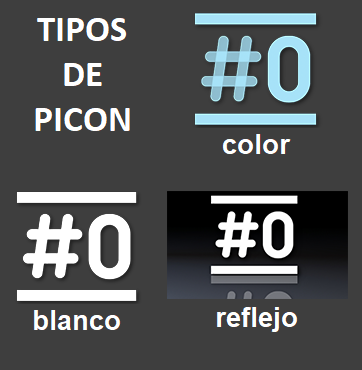 TIPOS
DE
PICON
#0
color
#0
blanco
#0
reflejo